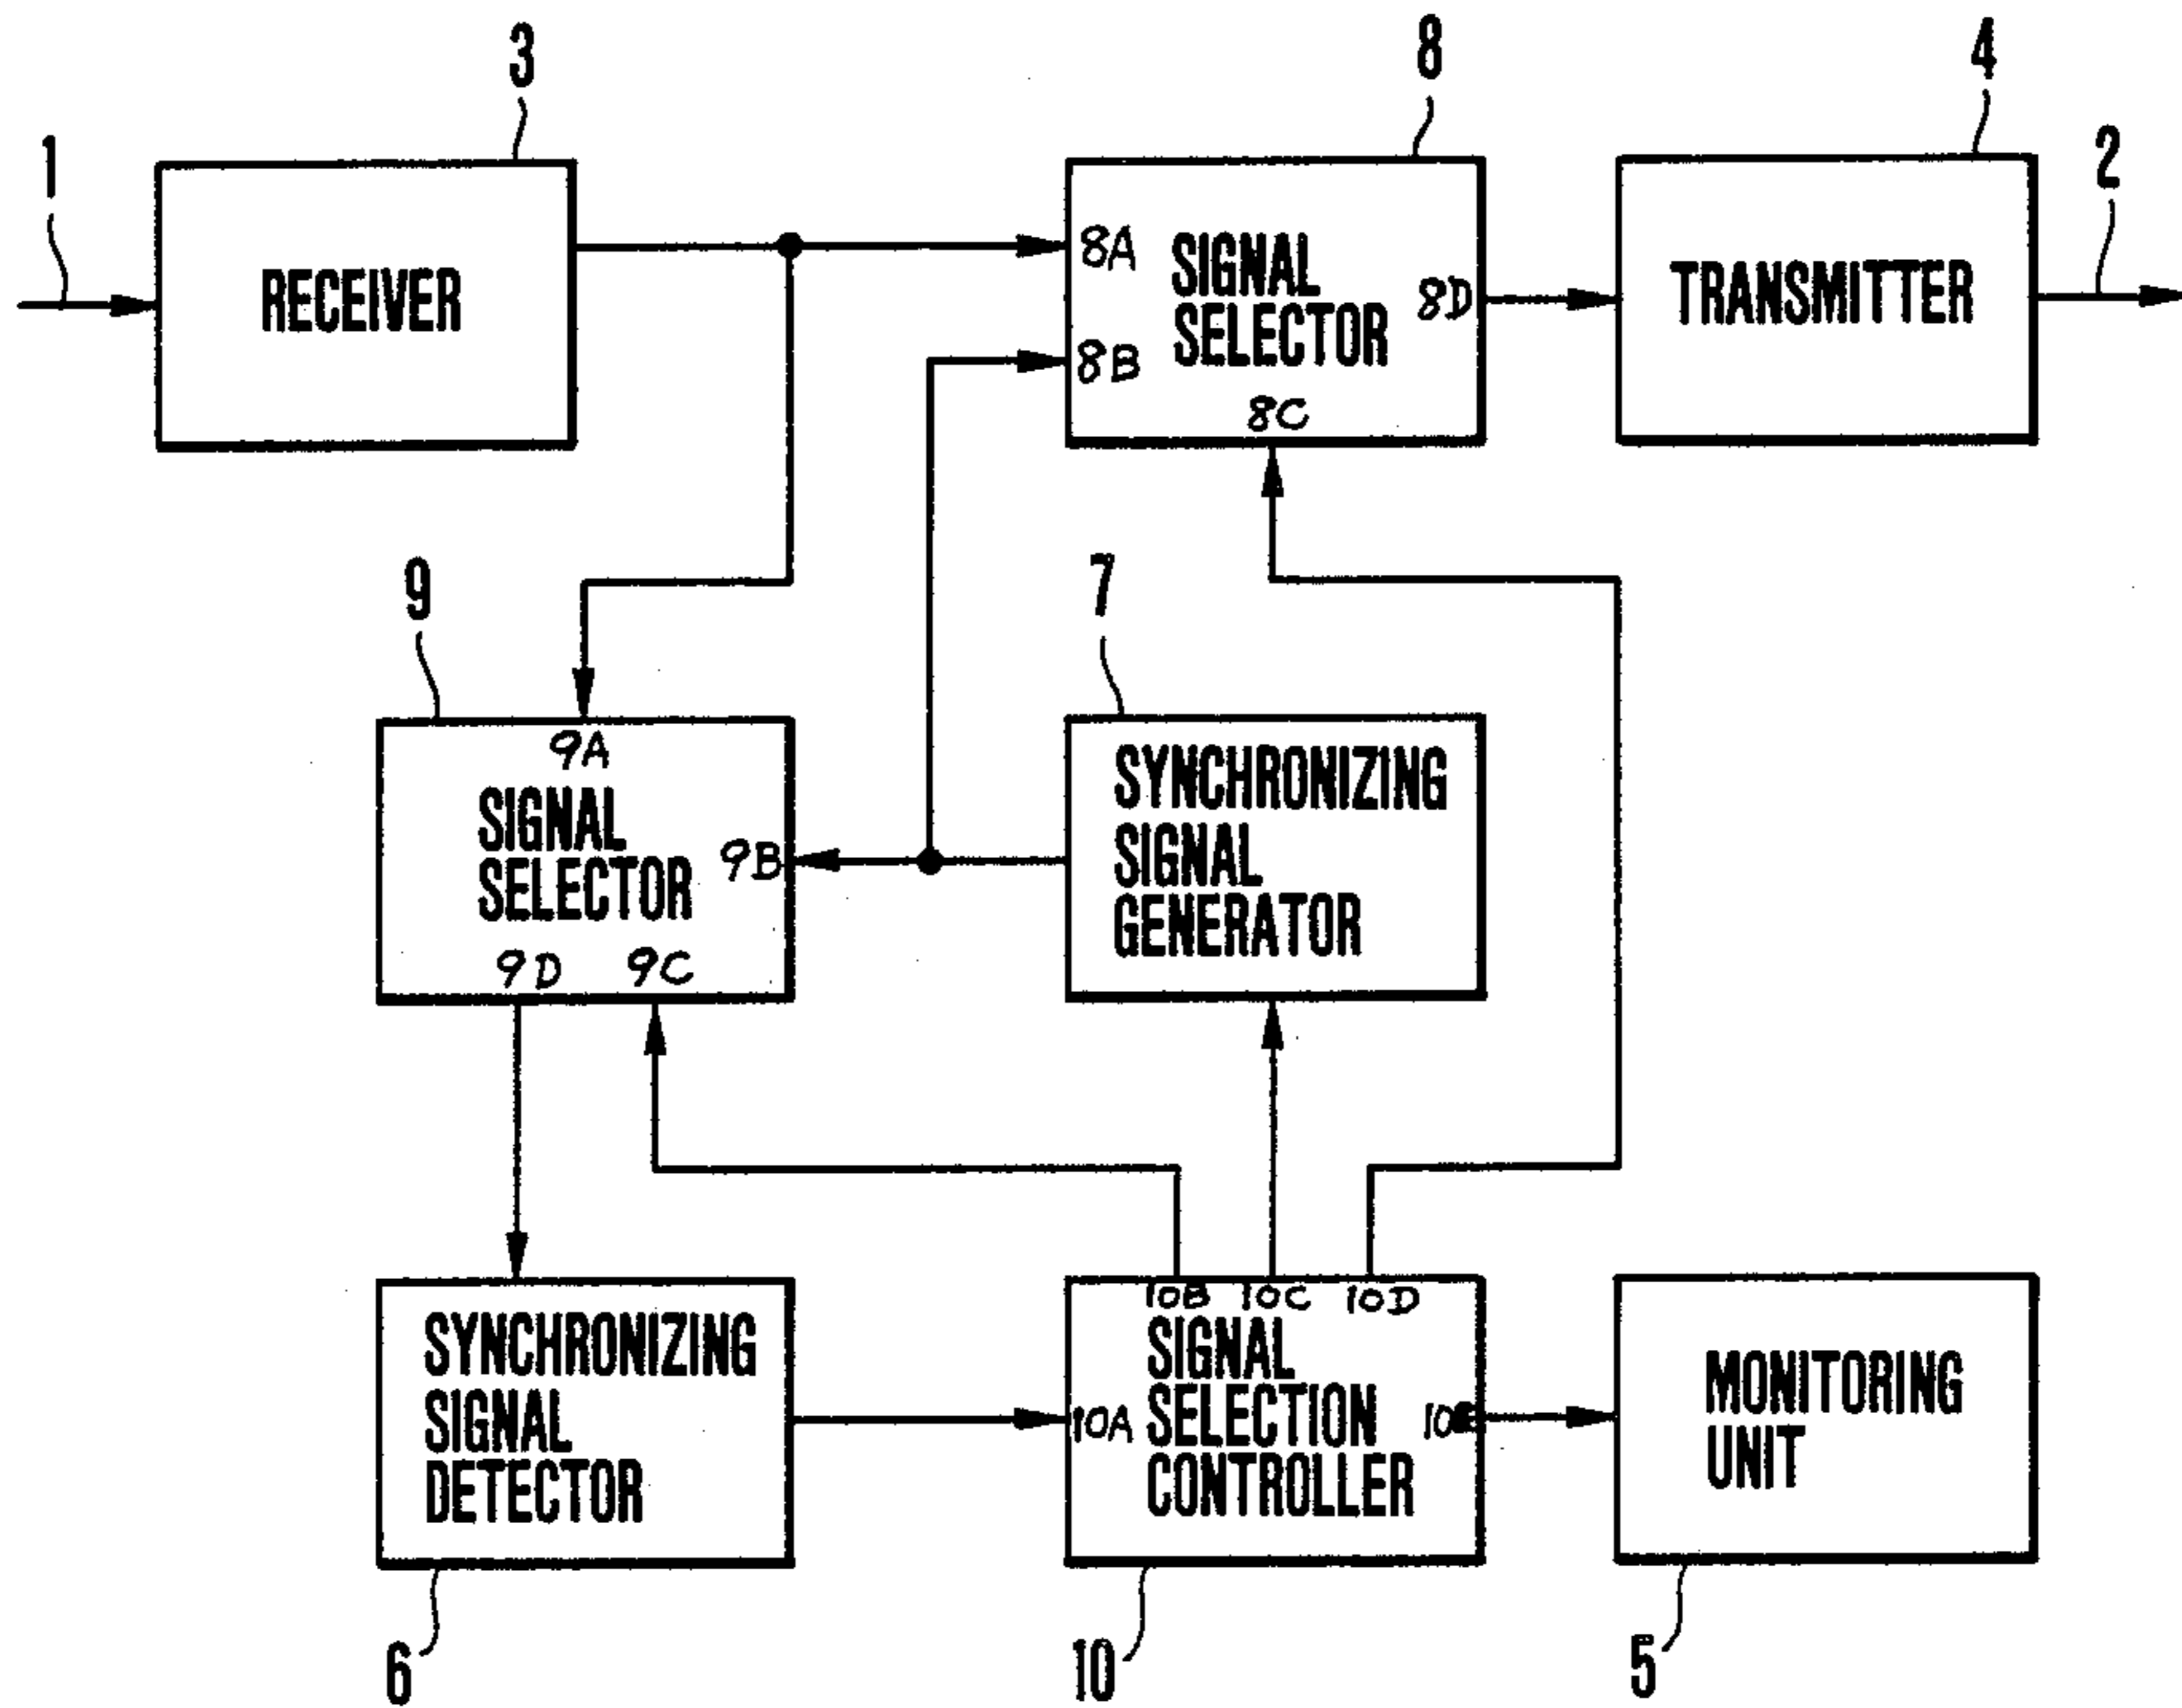 3
8
4
1
2
RECEIVER
8A
SIGNAL
SELECTOR
8B
8C
8D
TRANSMITTER
9
7
9A
SIGNAL
SELECTOR
9B
9D 9C
SYNCHRONIZING
SIGNAL
GENERATOR
SYNCHRONIZING
SIGNAL
DETECTOR
10B 10C 10D
10A
SIGNAL
SELECTION
CONTROLLER
MONITORING
UNIT
6
10
5